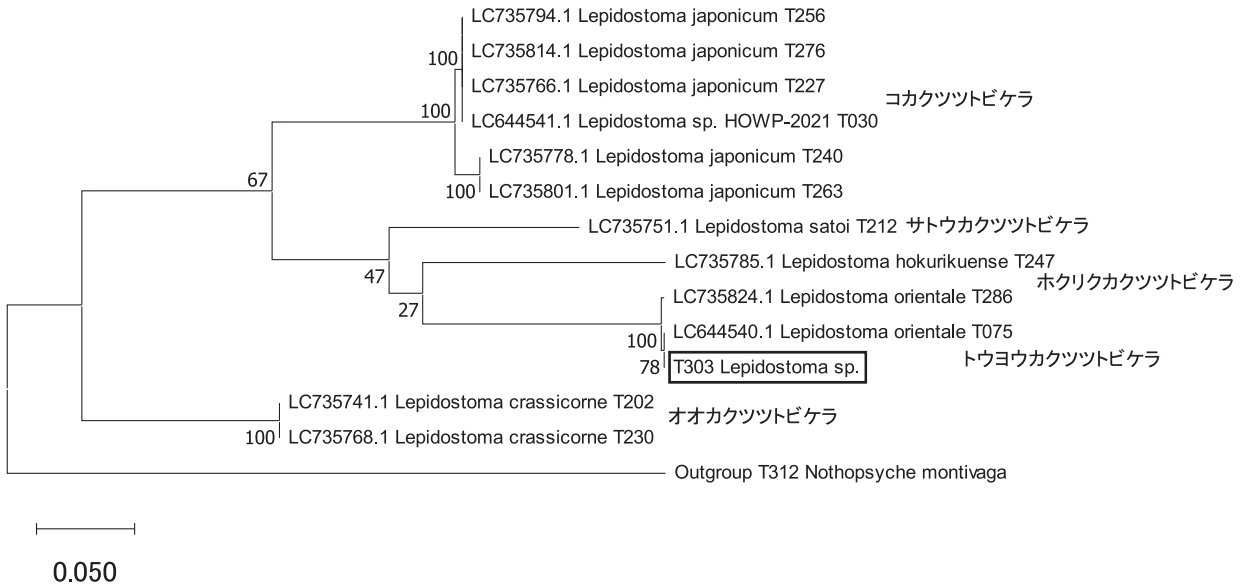 LC735794.1 Lepidostoma japonicum T256
LC735814.1 Lepidostoma japonicum T276
100
LC735766.1 Lepidostoma japonicum T227
コカクツツトビケラ
100
LC644541.1 Lepidostoma sp. HOWP-2021 T030
LC735778.1 Lepidostoma japonicum T240
67
100
LC735801.1 Lepidostoma japonicum T263
LC735751.1 Lepidostoma satoi T212 サトウカクツツトビケラ
47
LC735785.1 Lepidostoma hokurikuense T247
ホクリクカクツツトビケラ
27
LC735824.1 Lepidostoma orientale T286
100
LC644540.1 Lepidostoma orientale T075
トウヨウカクツツトビケラ
78
T303 Lepidostoma sp.
LC735741.1 Lepidostoma crassicorne T202
オオカクツツトビケラ
100
LC735768.1 Lepidostoma crassicorne T230
Outgroup T312 Nothopsyche montivaga
0.050